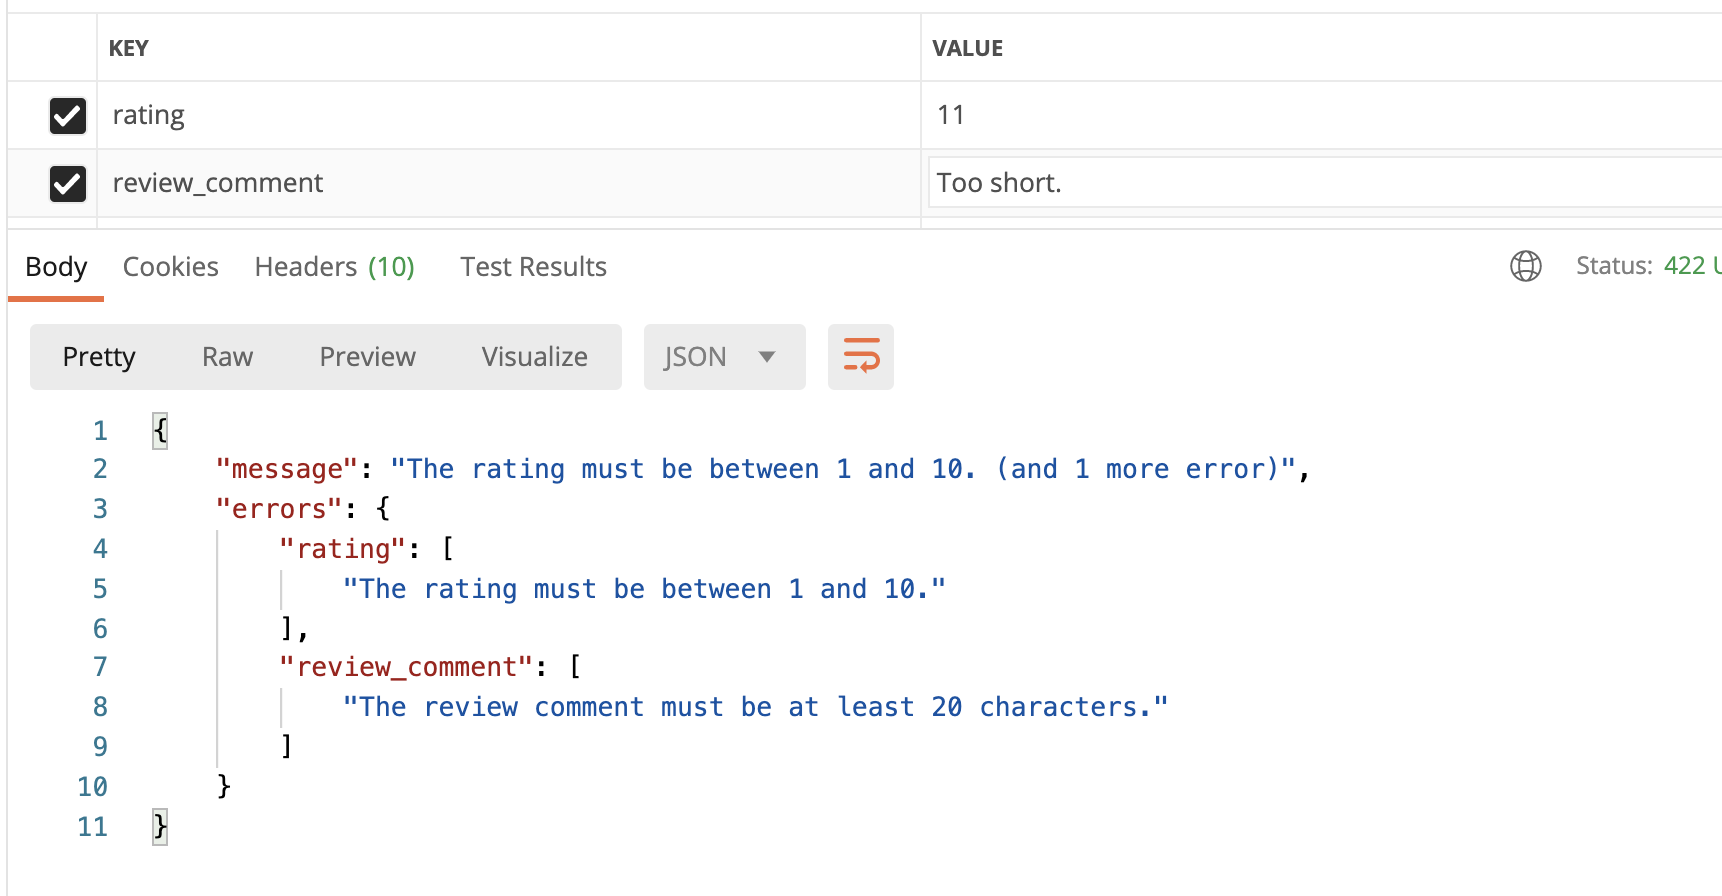 KEY VALUE
rating 11
review_comment Too short.
Body Cookies Headers (10) Test Results Status: 422 U
Pretty Raw Preview Visualize JSON
1 {
2 "message": "The rating must be between 1 and 10. (and 1 more error)",
3 "errors": {
4 "rating": [
5 "The rating must be between 1 and 10."
6 ],
7 "review_comment": [
8 "The review comment must be at least 20 characters."
9 ]
10 }
11 }